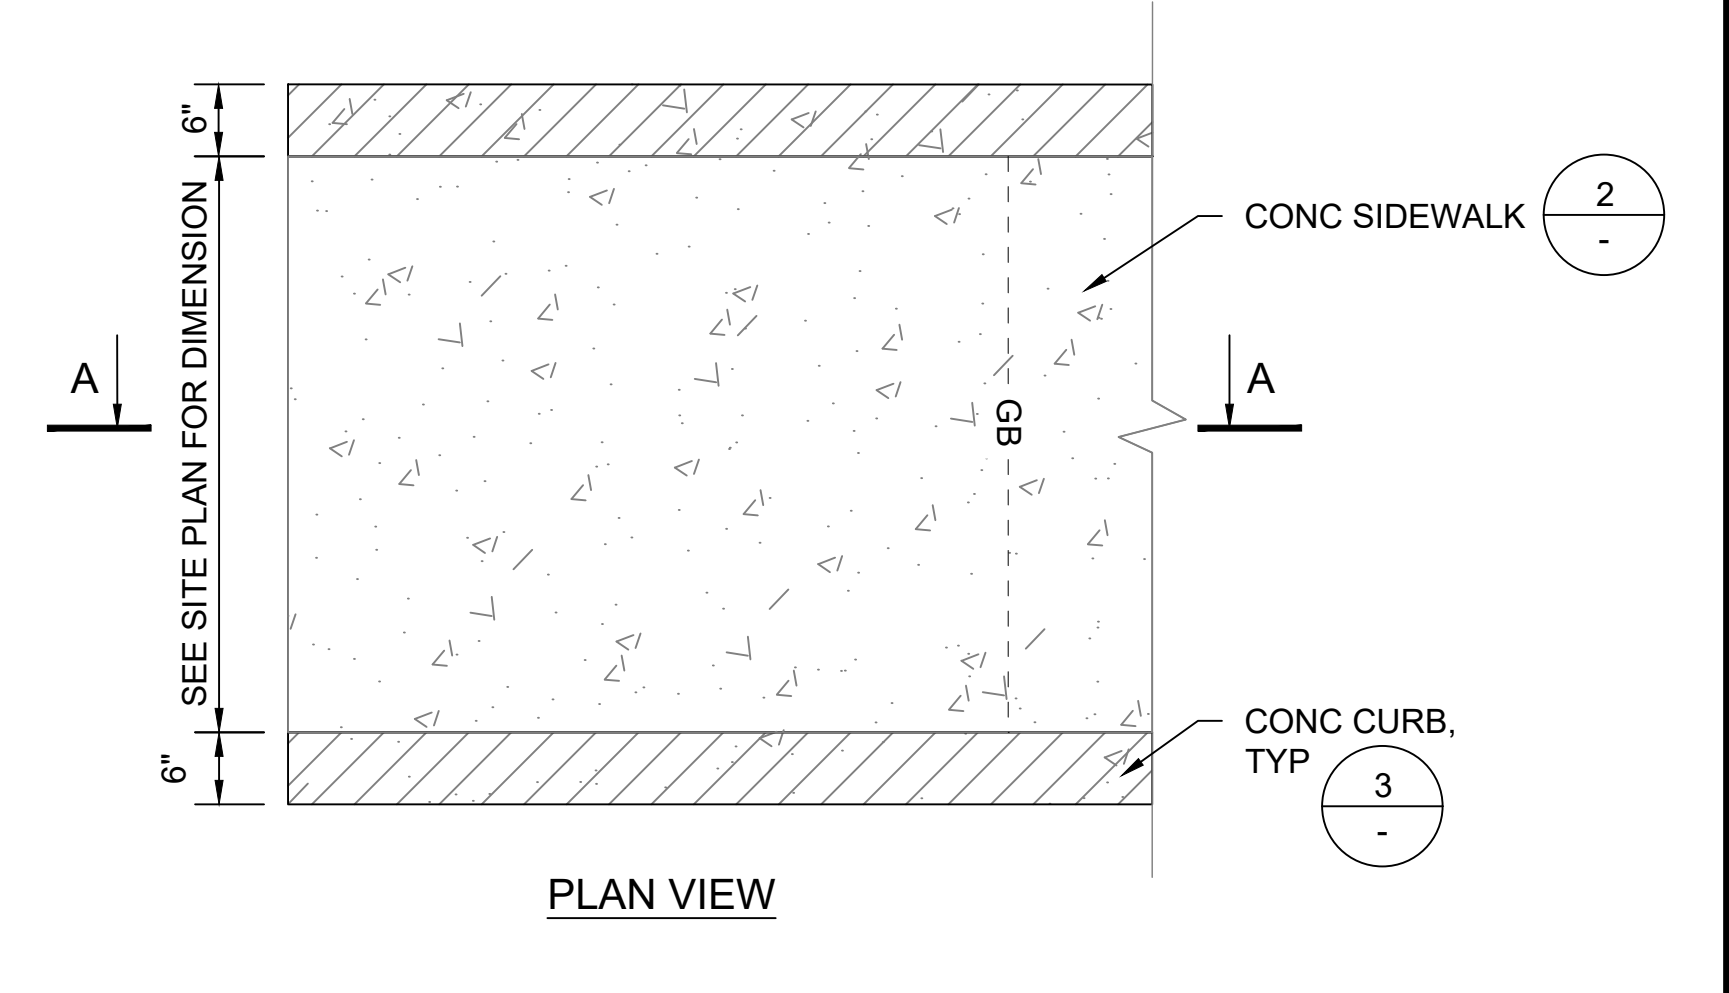 6"
SEE SITE PLAN FOR DIMENSION
6"
A
GB
A
CONC SIDEWALK
2
-
CONC CURB,
TYP
3
-
PLAN VIEW